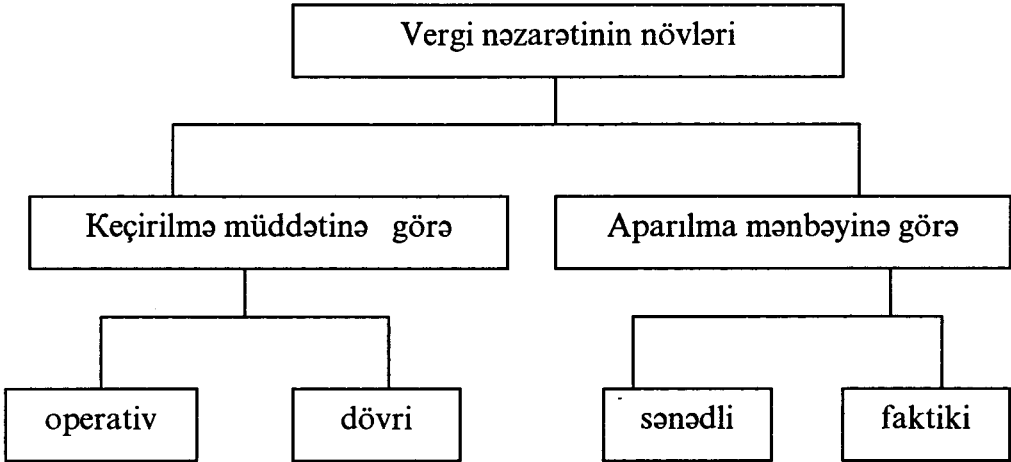 Vergi nəzarətinin növləri
Keçirilmə müddətinə görə
Aparılma mənbəyinə görə
operativ
dövri
sənədli
faktiki